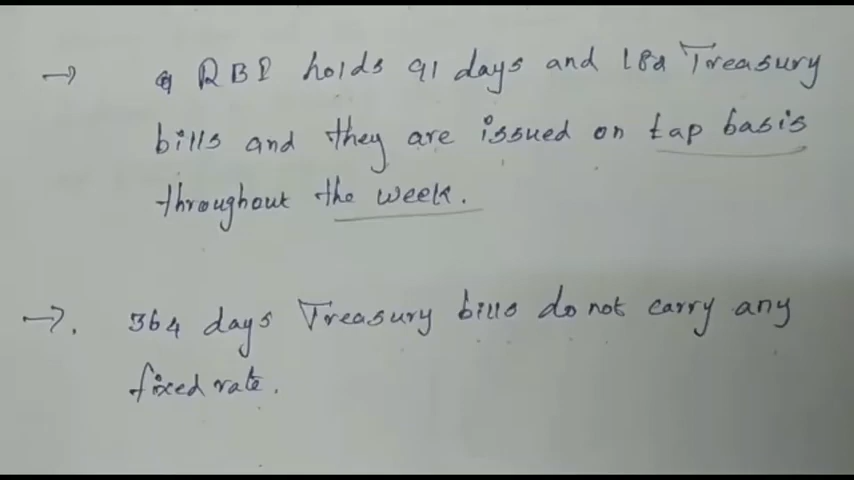 → RBI holds 91 days and 182 Treasury
bills and they are issued on tap basis
throughout the week.
→. 364 days Treasury bills do not carry any
fixed rate.